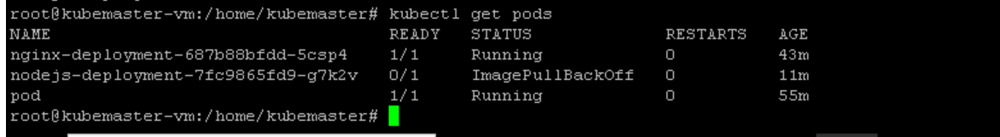 root@kubemaster-vm:/home/kubemaster# kubectl get pods
NAME READY STATUS RESTARTS AGE
nginx-deployment-687b88bfdd-5csp4 1/1 Running 0 43m
nodejs-deployment-7fc9865fd9-g7k2v 0/1 ImagePullBackOff 0 11m
pod 1/1 Running 0 55m
root@kubemaster-vm:/home/kubemaster#